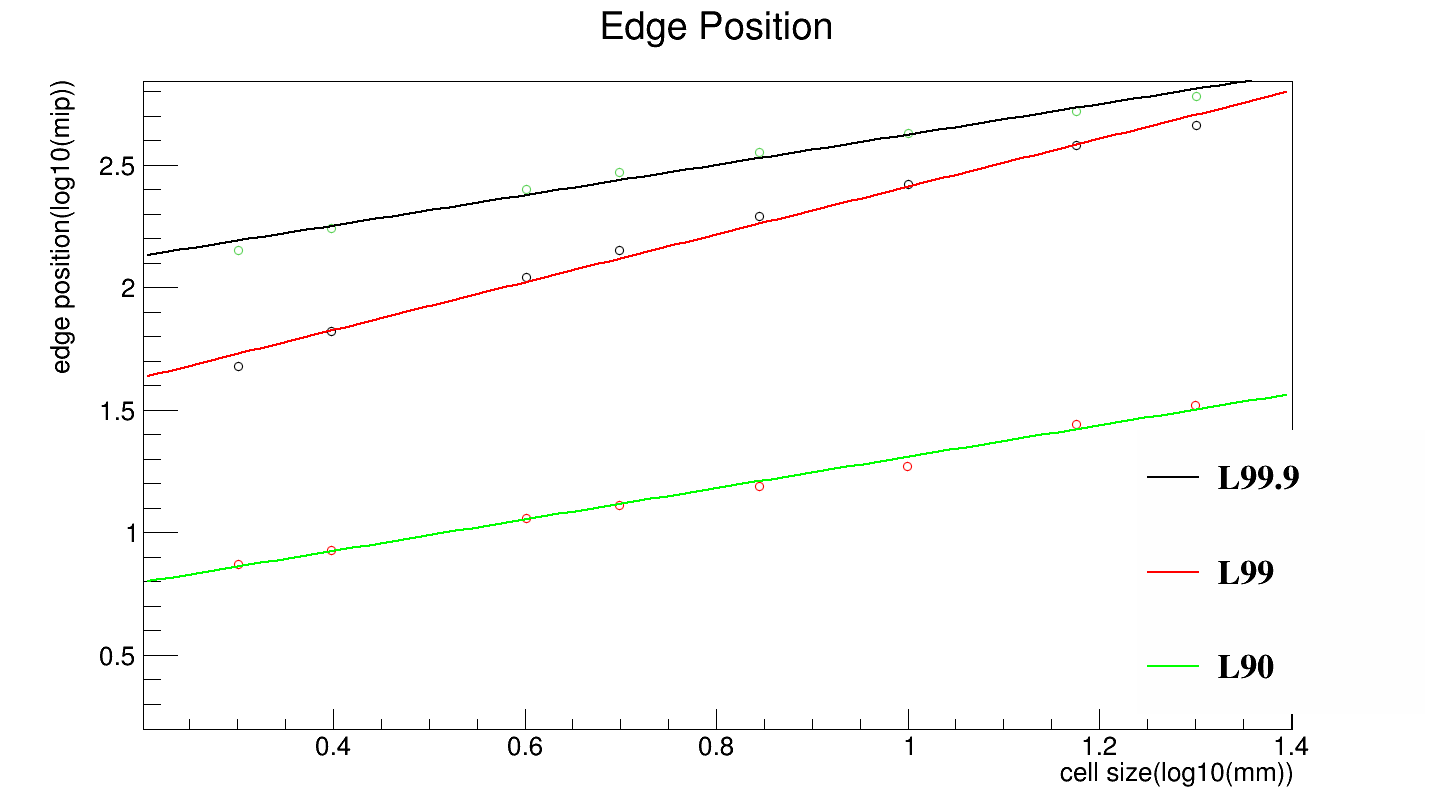 Edge Position
edge position(log10(mip))
2.5
2
1.5
1
0.5
0.4
0.6
0.8
1
1.2
1.4
cell size(log10(mm))
L99.9
L99
L90